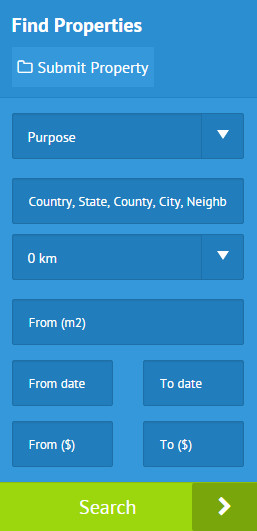 Find Properties
Submit Property
Purpose
Country, State, County, City, Neighb
0 km
From (m2)
From date To date
From ($) To ($)
Search